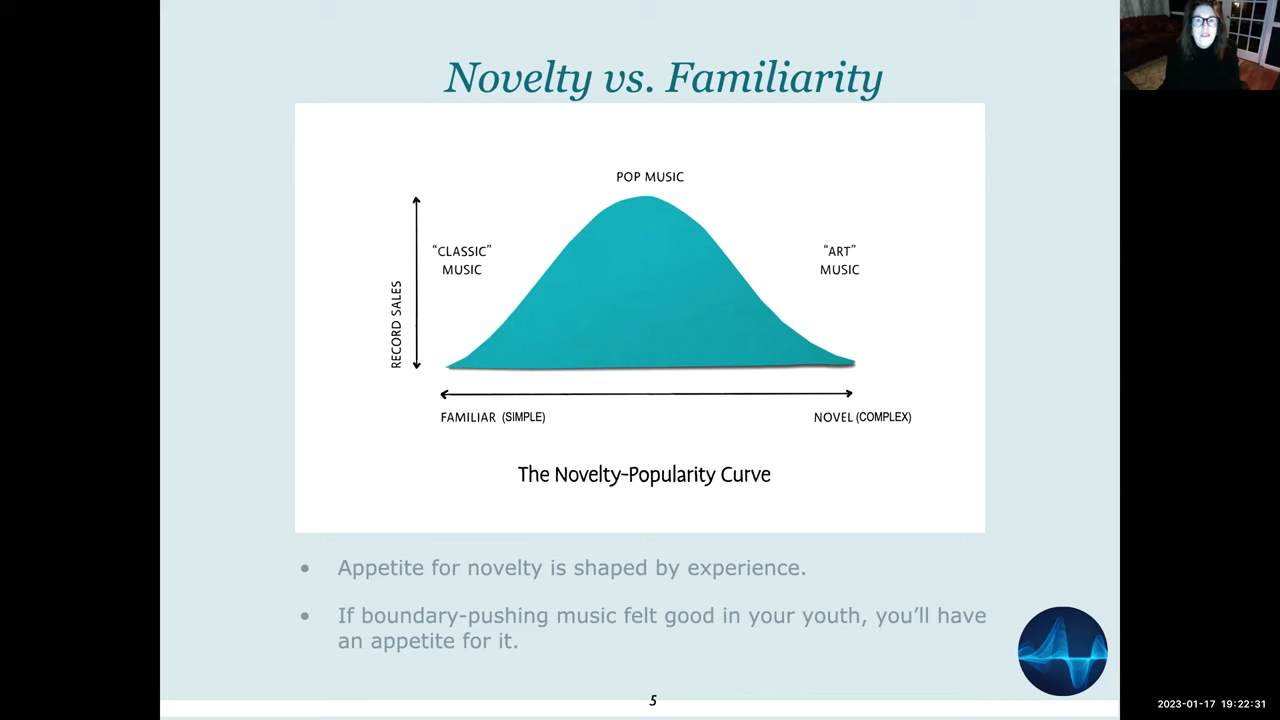 Novelty vs. Familiarity
POP MUSIC
“CLASSIC”
MUSIC
“ART”
MUSIC
RECORD SALES
FAMILIAR (SIMPLE)
NOVEL (COMPLEX)
The Novelty-Popularity Curve
• Appetite for novelty is shaped by experience.
• If boundary-pushing music felt good in your youth, you’ll have
an appetite for it.
5
2023-01-17 19:22:31